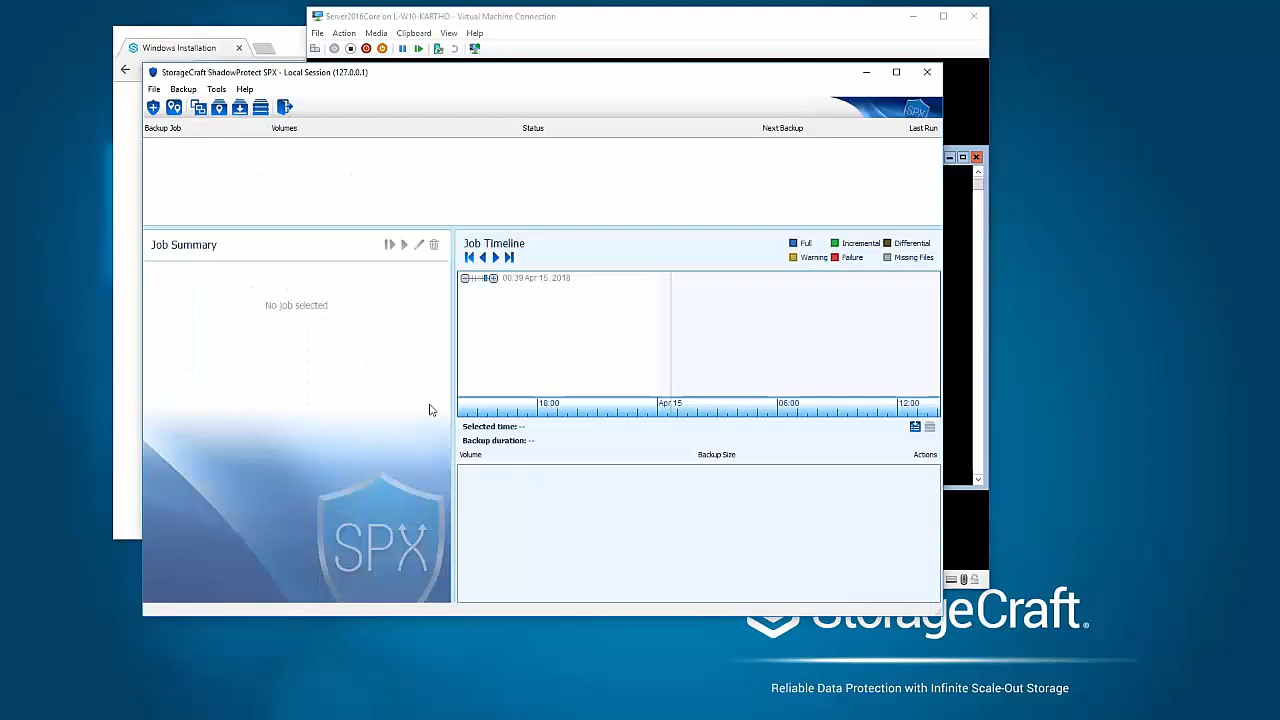 Server2016Core on L-W10-KARTHO - Virtual Machine Connection
File Action Media Clipboard View Help
Windows Installation
StorageCraft ShadowProtect SPX - Local Session (127.0.0.1)
File Backup Tools Help
SPX
Backup Job Volumes Status Next Backup Last Run
Job Summary
No job selected
SPX
Job Timeline
Full Incremental Differential
Warning Failure Missing Files
00:39 Apr 15, 2018
18:00 Apr 15 06:00 12:00
Selected time: --
Backup duration: --
Volume Backup Size Actions
StorageCraft®
Reliable Data Protection with Infinite Scale-Out Storage